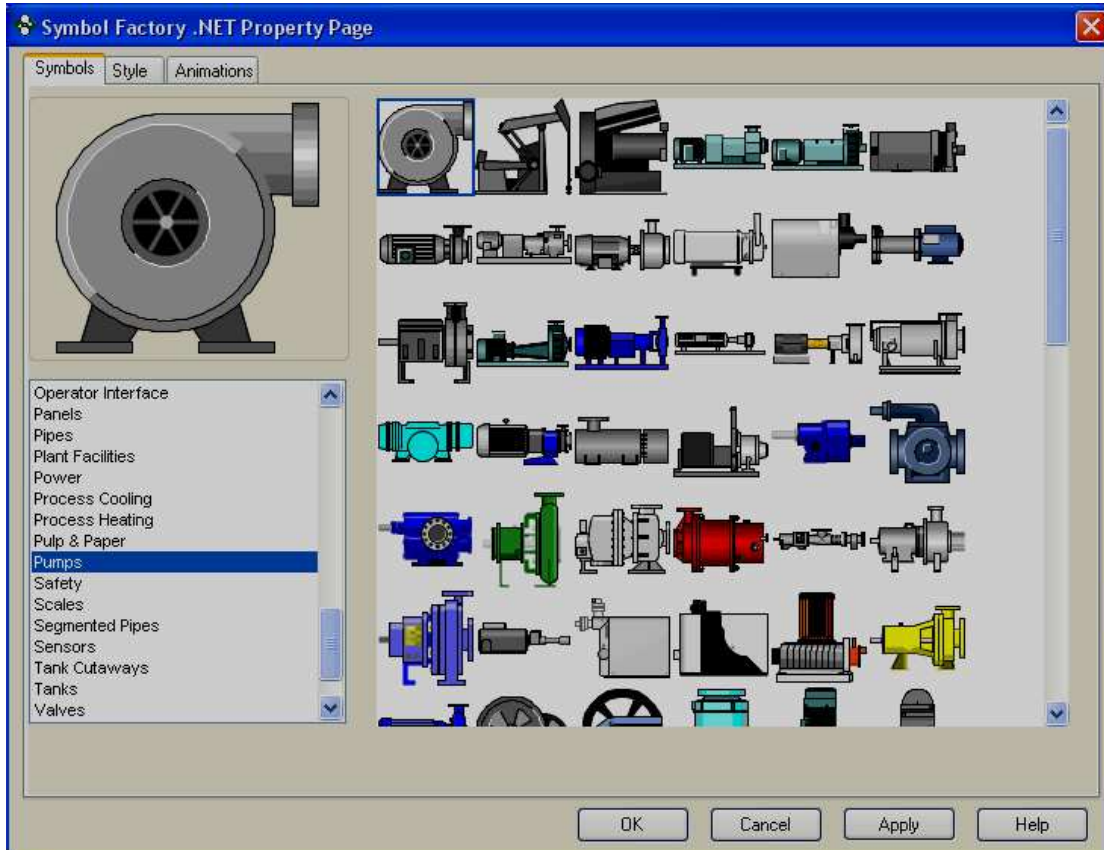 Symbol Factory .NET Property Page
Symbols Style Animations
Operator Interface
Panels
Pipes
Plant Facilities
Power
Process Cooling
Process Heating
Pulp & Paper
Pumps
Safety
Scales
Segmented Pipes
Sensors
Tank Cutaways
Tanks
Valves
OK Cancel Apply Help